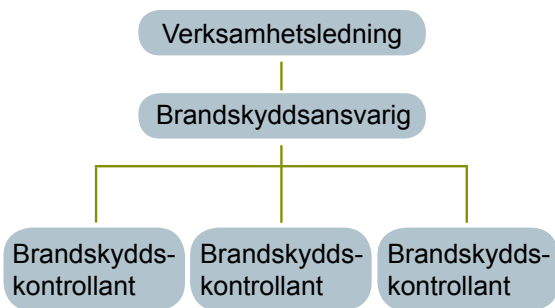 Verksamhetsledning
Brandskyddsansvarig
Brandskydds-
kontrollant
Brandskydds-
kontrollant
Brandskydds-
kontrollant